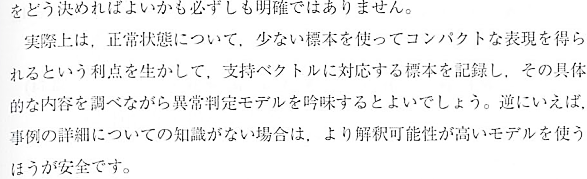 をどう決めればよいかも必ずしも明確ではありません。
実際上は，正常状態について，少ない標本を使ってコンパクトな表現を得ら
れるという利点を生かして，支持ベクトルに対応する標本を記録し，その具体
的な内容を調べながら異常判定モデルを吟味するとよいでしょう。逆にいえば，
事例の詳細についての知識がない場合は，より解釈可能性が高いモデルを使う
ほうが安全です。